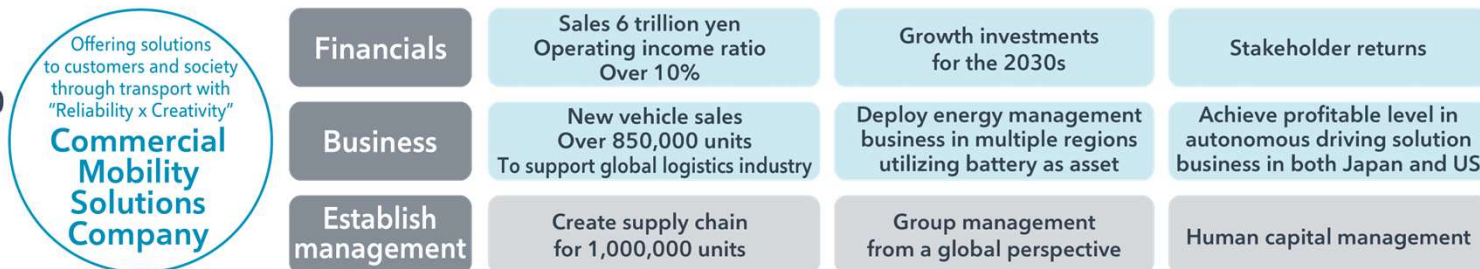 Offering solutions
to customers and society
through transport with
"Reliability x Creativity"
Commercial
Mobility
Solutions
Company
Financials
Sales 6 trillion yen
Operating income ratio
Over 10%
Growth investments
for the 2030s
Stakeholder returns
Business
New vehicle sales
Over 850,000 units
To support global logistics industry
Deploy energy management
business in multiple regions
utilizing battery as asset
Achieve profitable level in
autonomous driving solution
business in both Japan and US
Establish
management
Create supply chain
for 1,000,000 units
Group management
from a global perspective
Human capital management